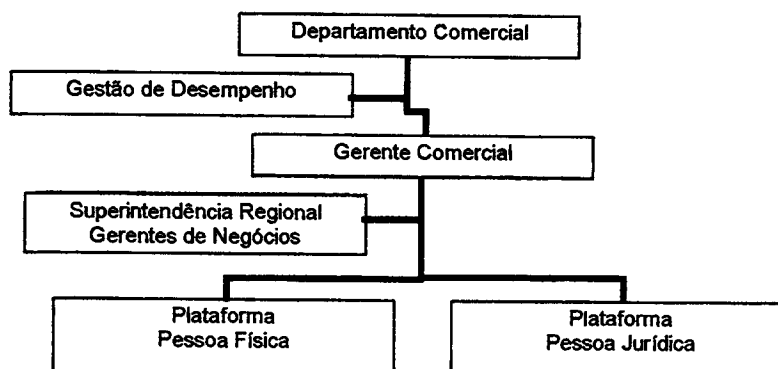 Departamento Comercial
Gestão de Desempenho
Gerente Comercial
Superintendência Regional
Gerentes de Negócios
Plataforma
Pessoa Física
Plataforma
Pessoa Jurídica